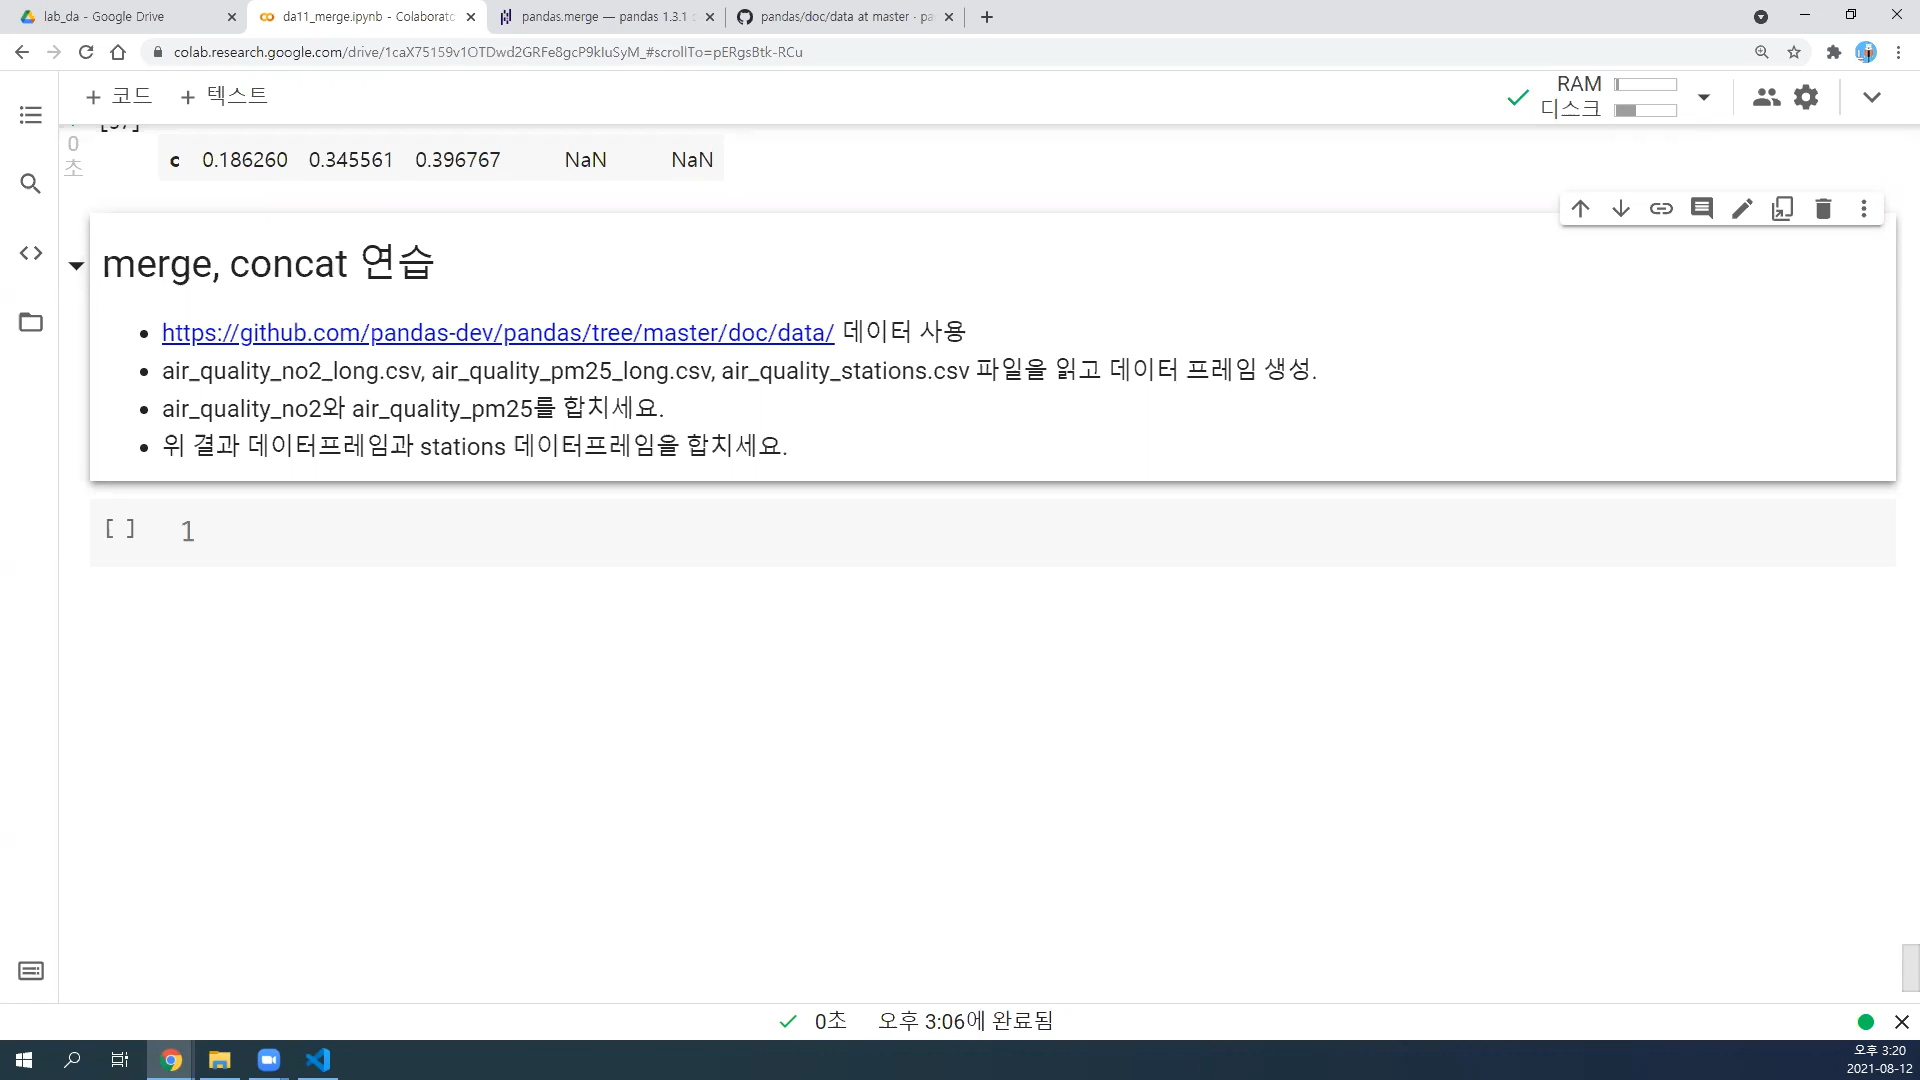 lab_da - Google Drive
da11_merge.ipynb - Colaborato
pandas.merge — pandas 1.3.1
pandas/doc/data at master · pa
colab.research.google.com/drive/1caX75159v1OTDwd2GRFe8gcP9kIuSyM_#scrollTo=pERgsBtk-RCu
+ 코드 + 텍스트
RAM
디스크
0
초
c 0.186260 0.345561 0.396767 NaN NaN
merge, concat 연습
• https://github.com/pandas-dev/pandas/tree/master/doc/data/ 데이터 사용
• air_quality_no2_long.csv, air_quality_pm25_long.csv, air_quality_stations.csv 파일을 읽고 데이터 프레임 생성.
• air_quality_no2와 air_quality_pm25를 합치세요.
• 위 결과 데이터프레임과 stations 데이터프레임을 합치세요.
[ ] 1
0초 오후 3:06에 완료됨
오후 3:20
2021-08-12